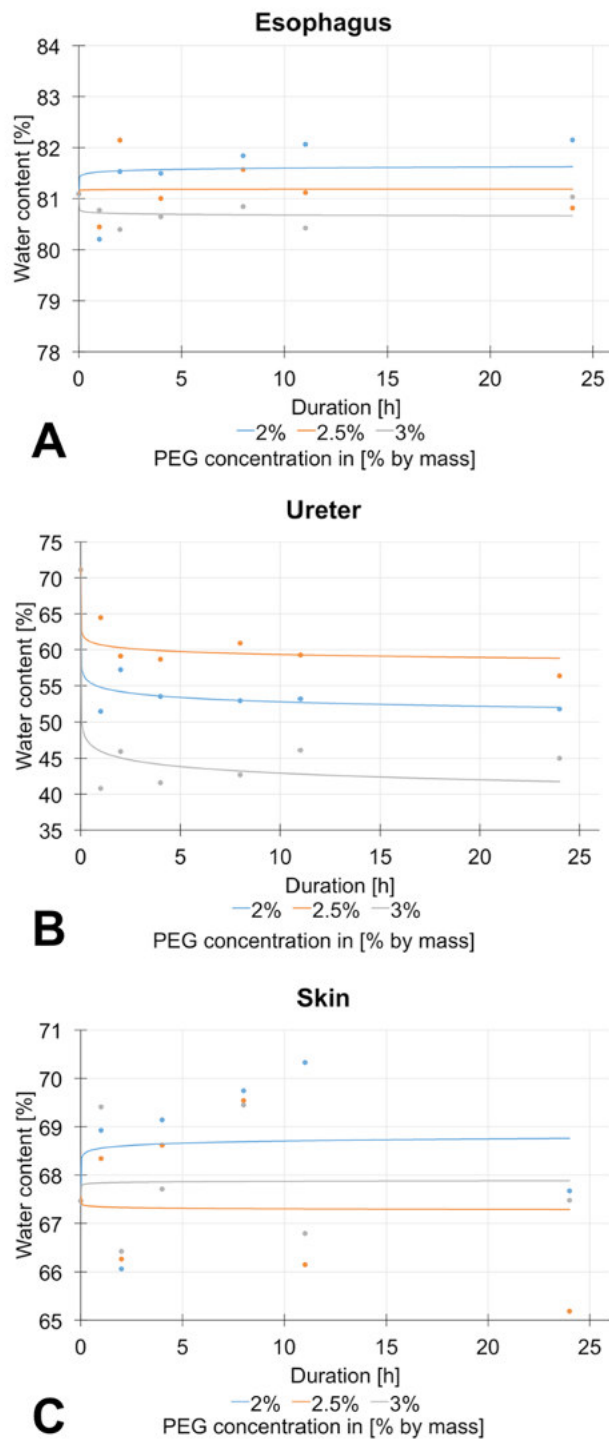 Esophagus
84
83
82
81
80
79
78
Water content [%]
0 5 10 15 20 25
Duration [h]
2% 2.5% 3%
PEG concentration in [% by mass]
A
Ureter
75
70
65
60
55
50
45
40
35
Water content [%]
0 5 10 15 20 25
Duration [h]
2% 2.5% 3%
PEG concentration in [% by mass]
B
Skin
71
70
69
68
67
66
65
Water content [%]
0 5 10 15 20 25
Duration [h]
2% 2.5% 3%
PEG concentration in [% by mass]
C